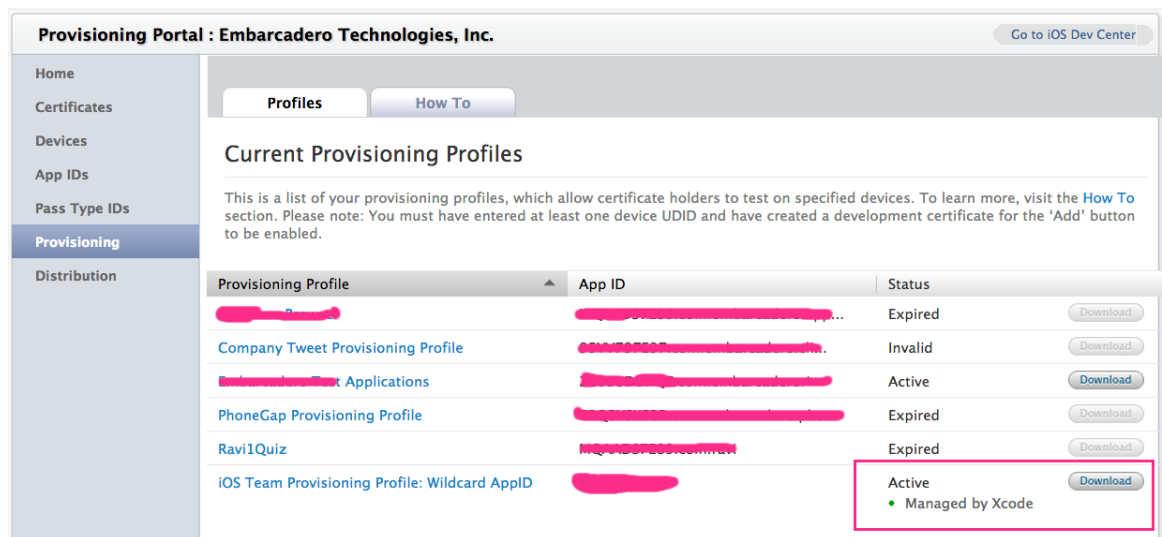 Provisioning Portal : Embarcadero Technologies, Inc.
Go to iOS Dev Center
Home
Certificates
Devices
App IDs
Pass Type IDs
Provisioning
Distribution
Profiles
How To
Current Provisioning Profiles
This is a list of your provisioning profiles, which allow certificate holders to test on specified devices. To learn more, visit the How To
section. Please note: You must have entered at least one device UDID and have created a development certificate for the 'Add' button
to be enabled.
Provisioning Profile App ID Status
Expired Download
Company Tweet Provisioning Profile Invalid Download
Applications Active Download
PhoneGap Provisioning Profile Expired Download
Ravi1Quiz Expired Download
iOS Team Provisioning Profile: Wildcard AppID Active Download
• Managed by Xcode